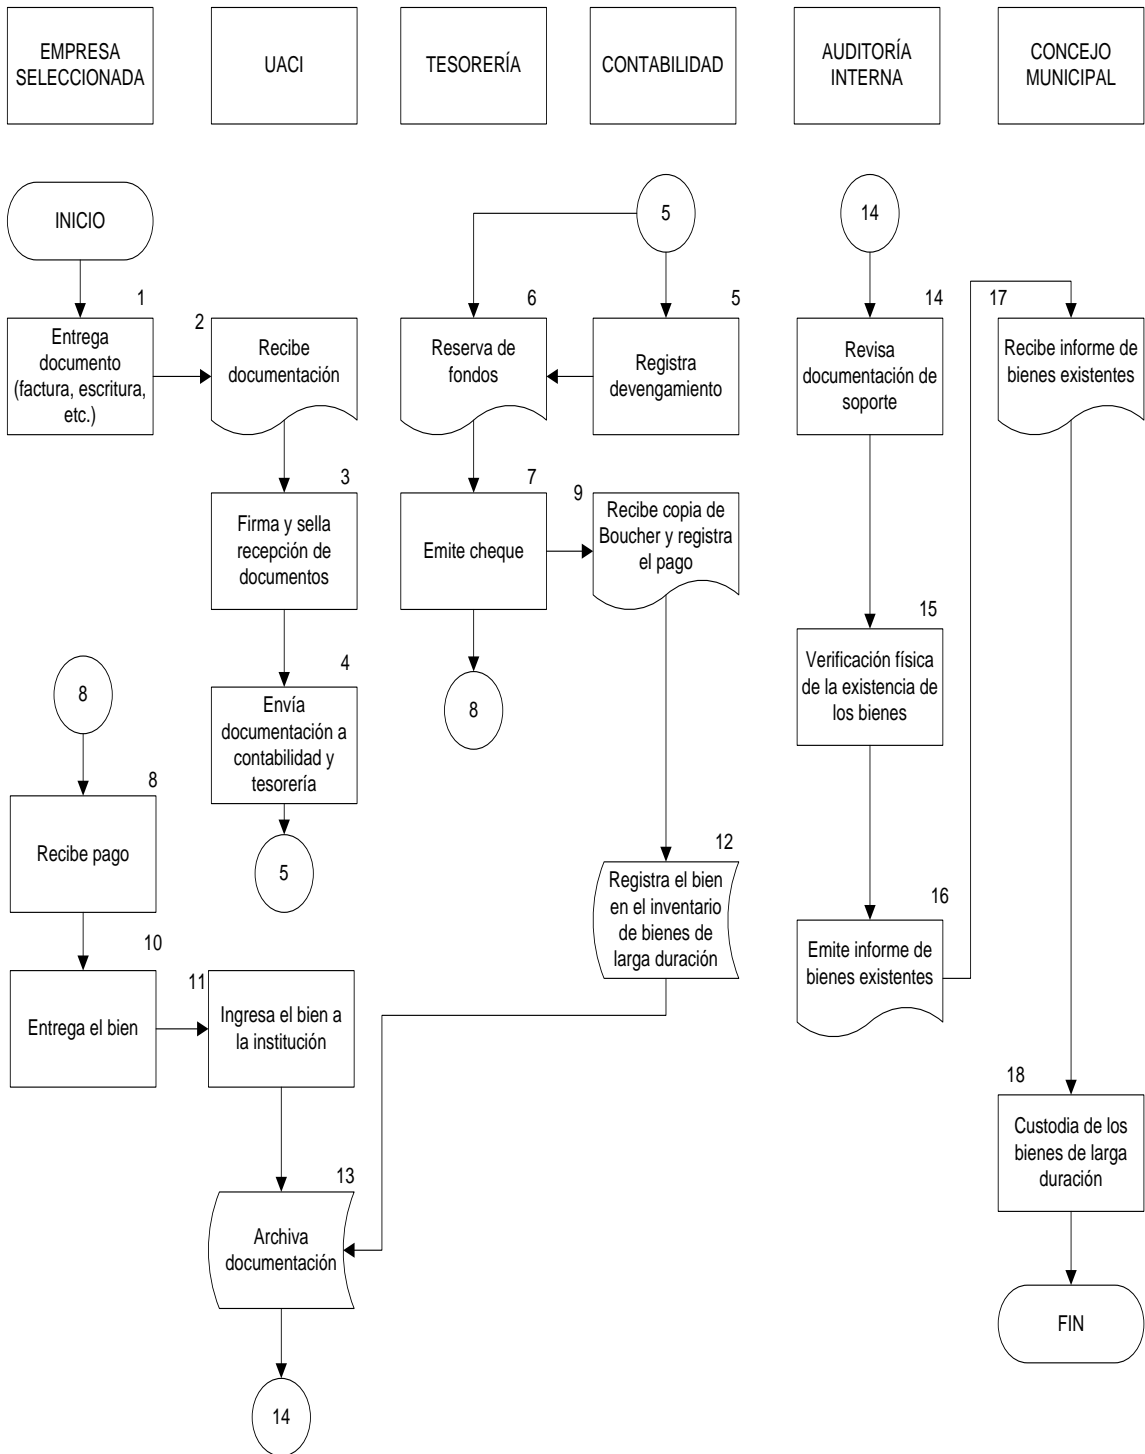 EMPRESA
SELECCIONADA
UACI
TESORERÍA
CONTABILIDAD
AUDITORÍA
INTERNA
CONCEJO
MUNICIPAL
INICIO
5
14
1
Entrega
documento
(factura, escritura,
etc.)
2
Recibe
documentación
6
Reserva de
fondos
5
Registra
devengamiento
14
Revisa
documentación de
soporte
17
Recibe informe de
bienes existentes
3
Firma y sella
recepción de
documentos
7
Emite cheque
9
Recibe copia de
Boucher y registra
el pago
15
Verificación física
de la existencia de
los bienes
8
4
Envía
documentación a
contabilidad y
tesorería
8
8
Recibe pago
5
12
Registra el bien
en el inventario
de bienes de
larga duración
16
Emite informe de
bienes existentes
10
Entrega el bien
11
Ingresa el bien a
la institución
18
Custodia de los
bienes de larga
duración
13
Archiva
documentación
FIN
14